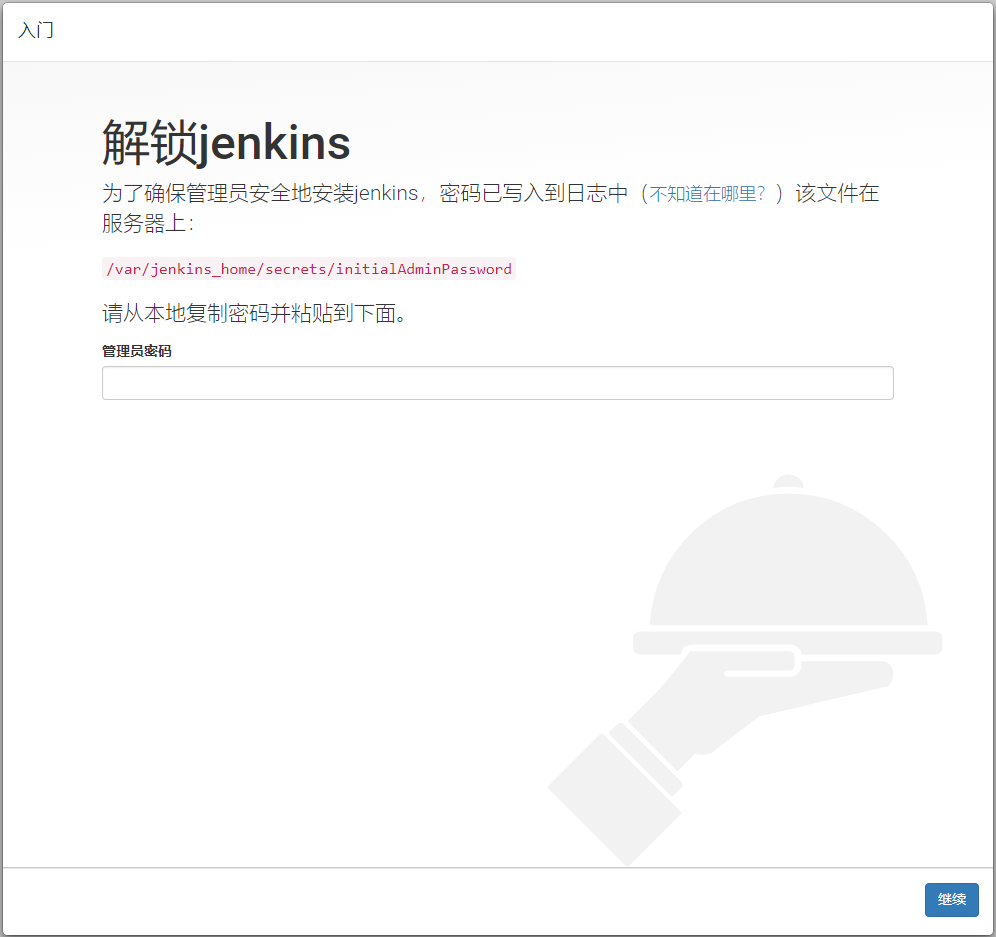 入门
解锁jenkins
为了确保管理员安全地安装jenkins，密码已写入到日志中（不知道在哪里？）该文件在
服务器上：
/var/jenkins_home/secrets/initialAdminPassword
请从本地复制密码并粘贴到下面。
管理员密码
继续